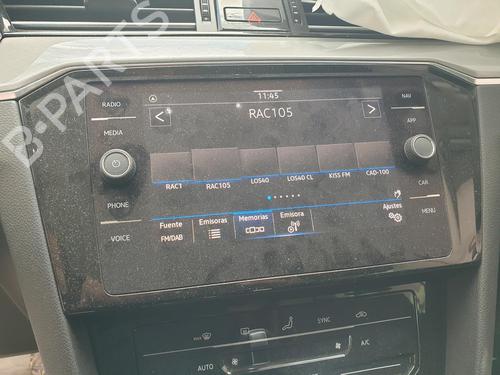 B-PARTS
11:45
RADIO
NAV
< RAC105 >
MEDIA
APP
RAC1 RAC105 LOS40 LOS40 CL KISS FM CAD-100
PHONE
CAR
Fuente Emisoras Memorias Emisora Ajustes
FM/DAB
VOICE
MENU
SYNC
AUTO
A/C